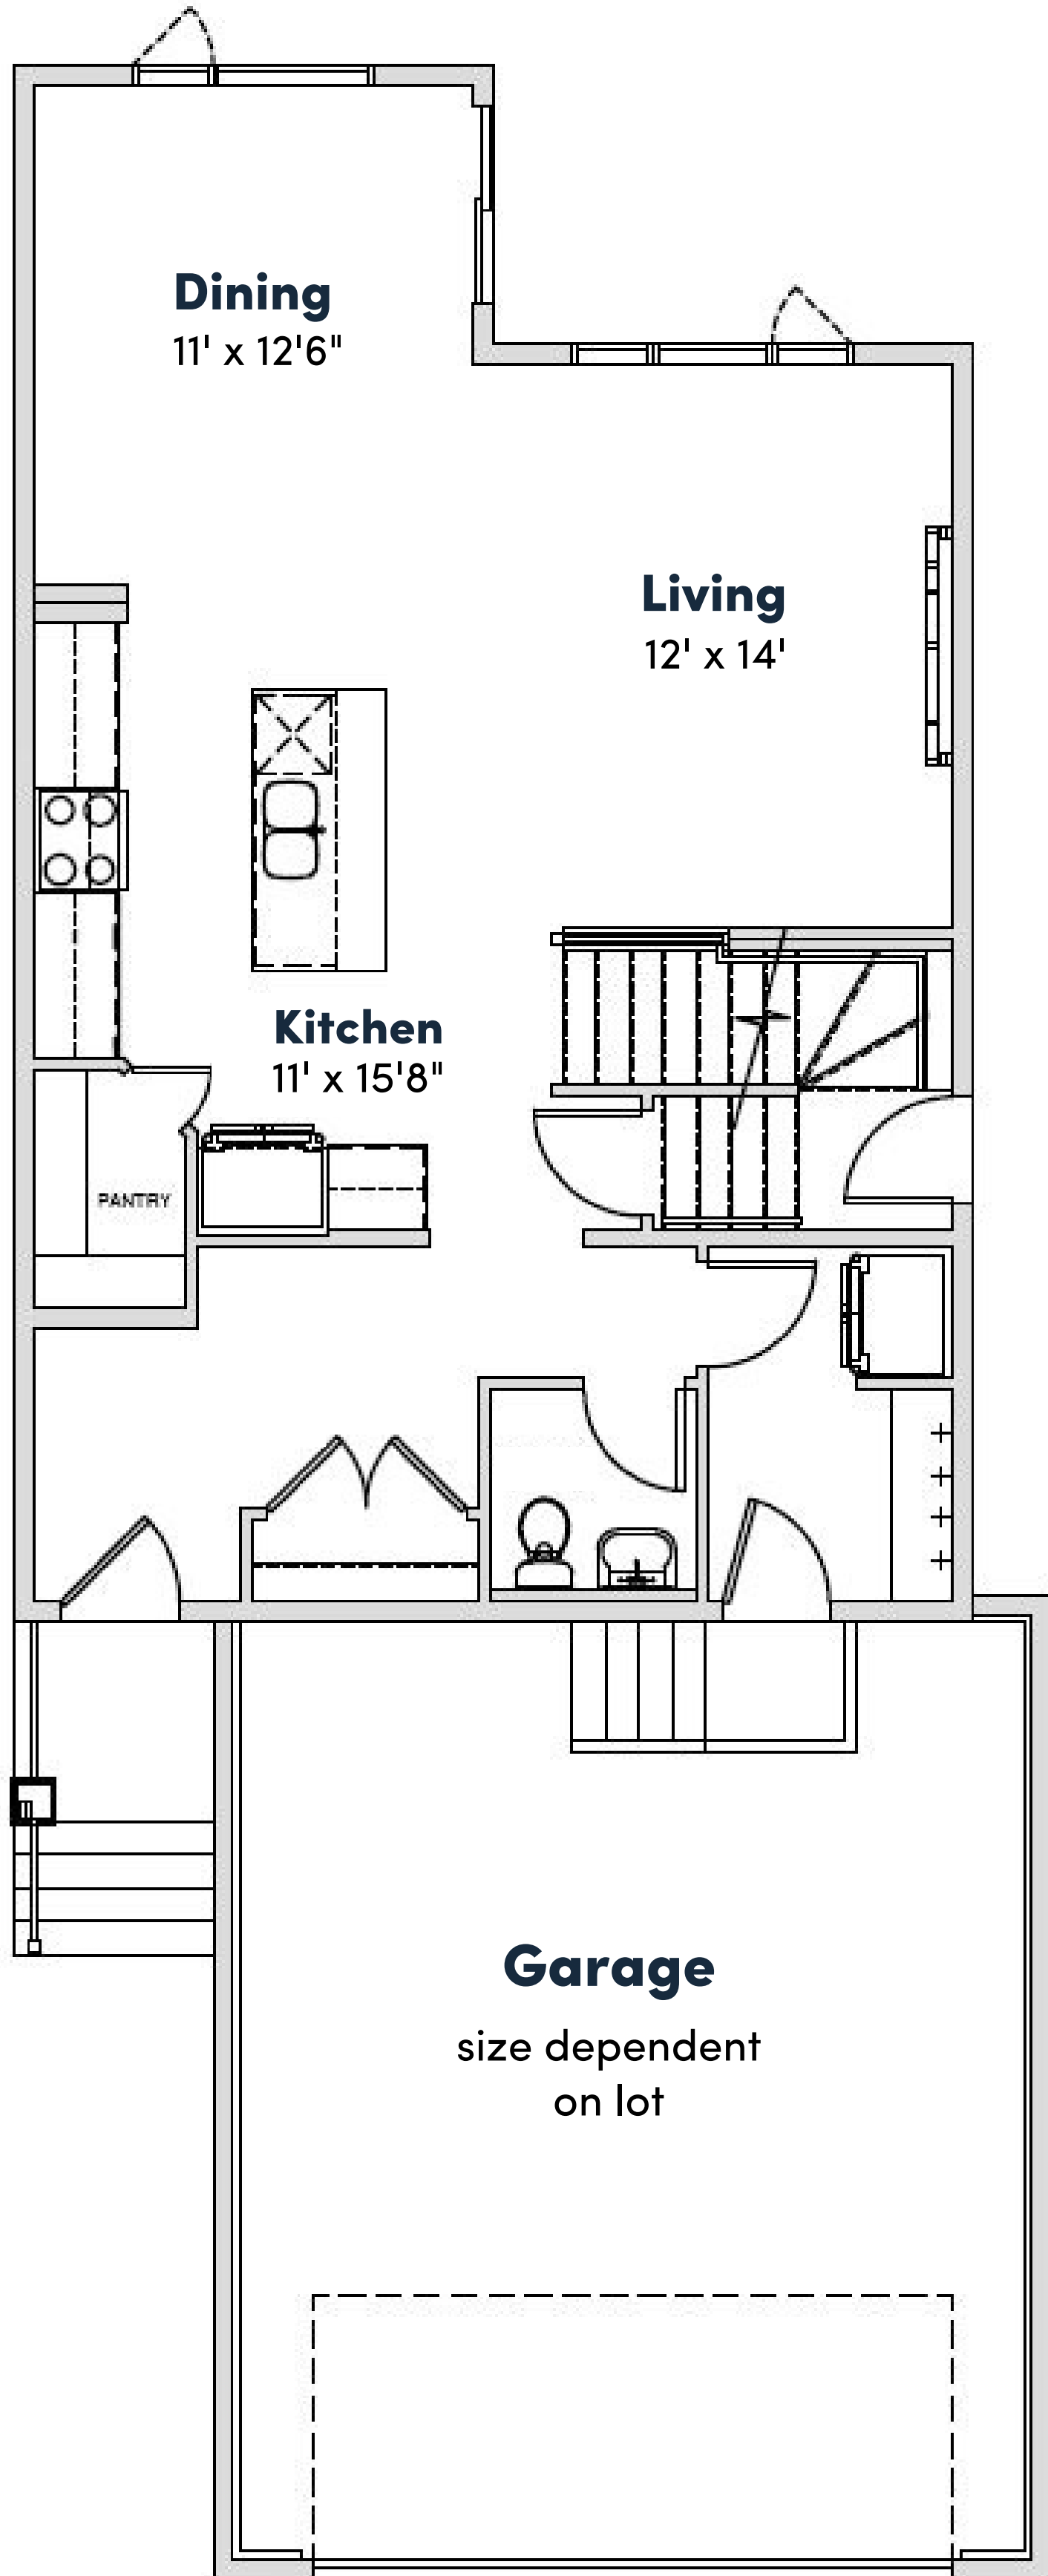 Dining
11' x 12'6"
Living
12' x 14'
Kitchen
11' x 15'8"
PANTRY
Garage
size dependent
on lot